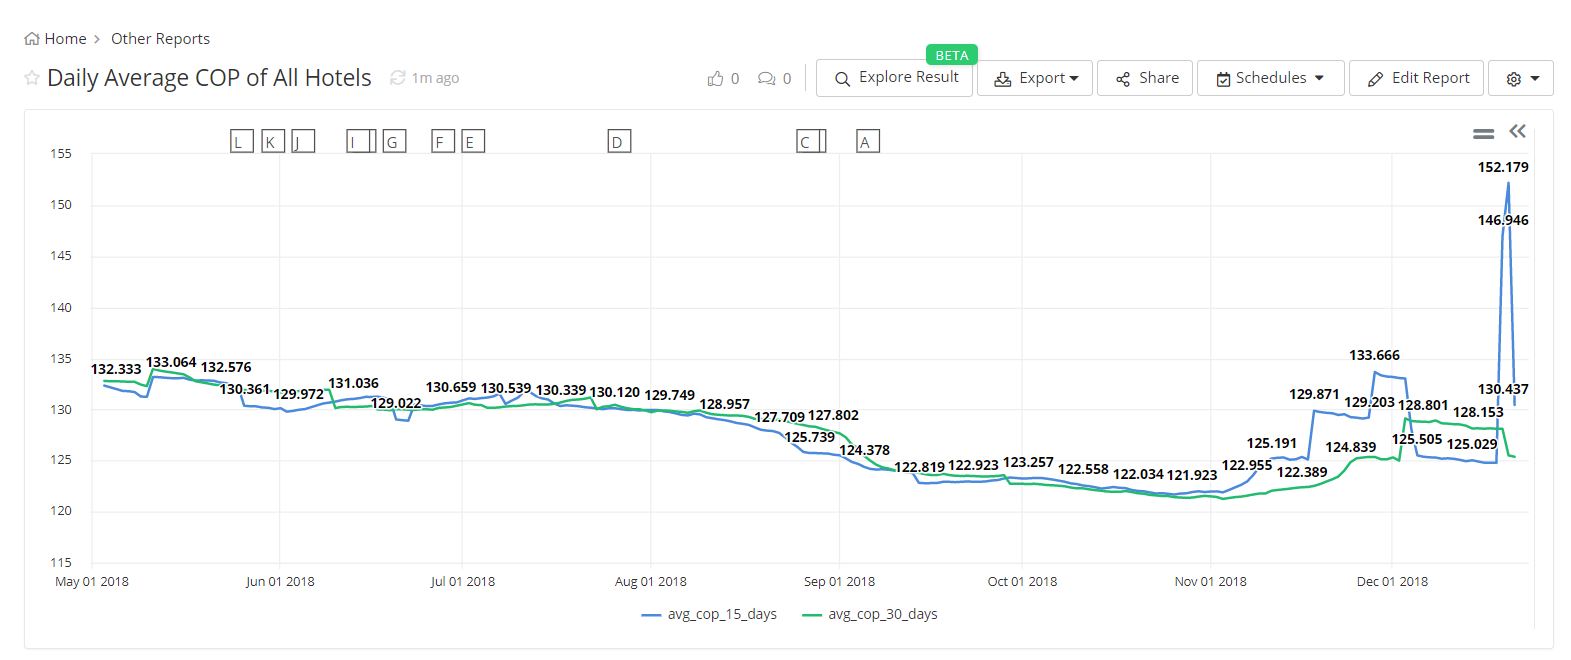 Home > Other Reports
BETA
Daily Average COP of All Hotels 1m ago 0 0 Explore Result Export Share Schedules Edit Report
L K J I G F E D C A
155
150
145
140
135
130
125
120
115
152.179
146.946
133.666
132.333 133.064 132.576
130.361 129.972 131.036 129.022 130.659 130.539 130.339 130.120 129.749 128.957
127.709 127.802
125.739
124.378
122.819 122.923 123.257 122.558 122.034 121.923 122.955
125.191
122.389
129.871
124.839
129.203
128.801
125.505
128.153
125.029
130.437
May 01 2018 Jun 01 2018 Jul 01 2018 Aug 01 2018 Sep 01 2018 Oct 01 2018 Nov 01 2018 Dec 01 2018
avg_cop_15_days avg_cop_30_days